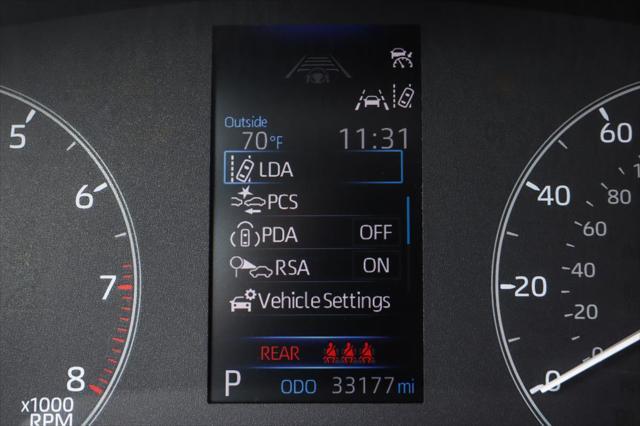 Outside
70°F 11:31
LDA
PCS
PDA OFF
RSA ON
Vehicle Settings
REAR
P ODO 33177 mi
5
6
7
8
x1000
RPM
60
40
20
0
80
60
40
20
0